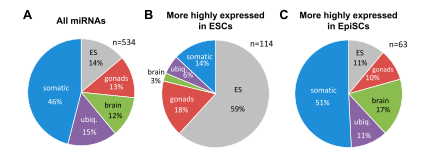 A
All miRNAs
n=534
ES
14%
gonads
13%
brain
12%
ubiq.
15%
somatic
46%
B
More highly expressed
in ESCs
n=114
ES
59%
gonads
18%
brain
3%
ubiq.
6%
somatic
14%
C
More highly expressed
in EpiSCs
n=63
ES
11%
gonads
10%
brain
17%
ubiq.
11%
somatic
51%